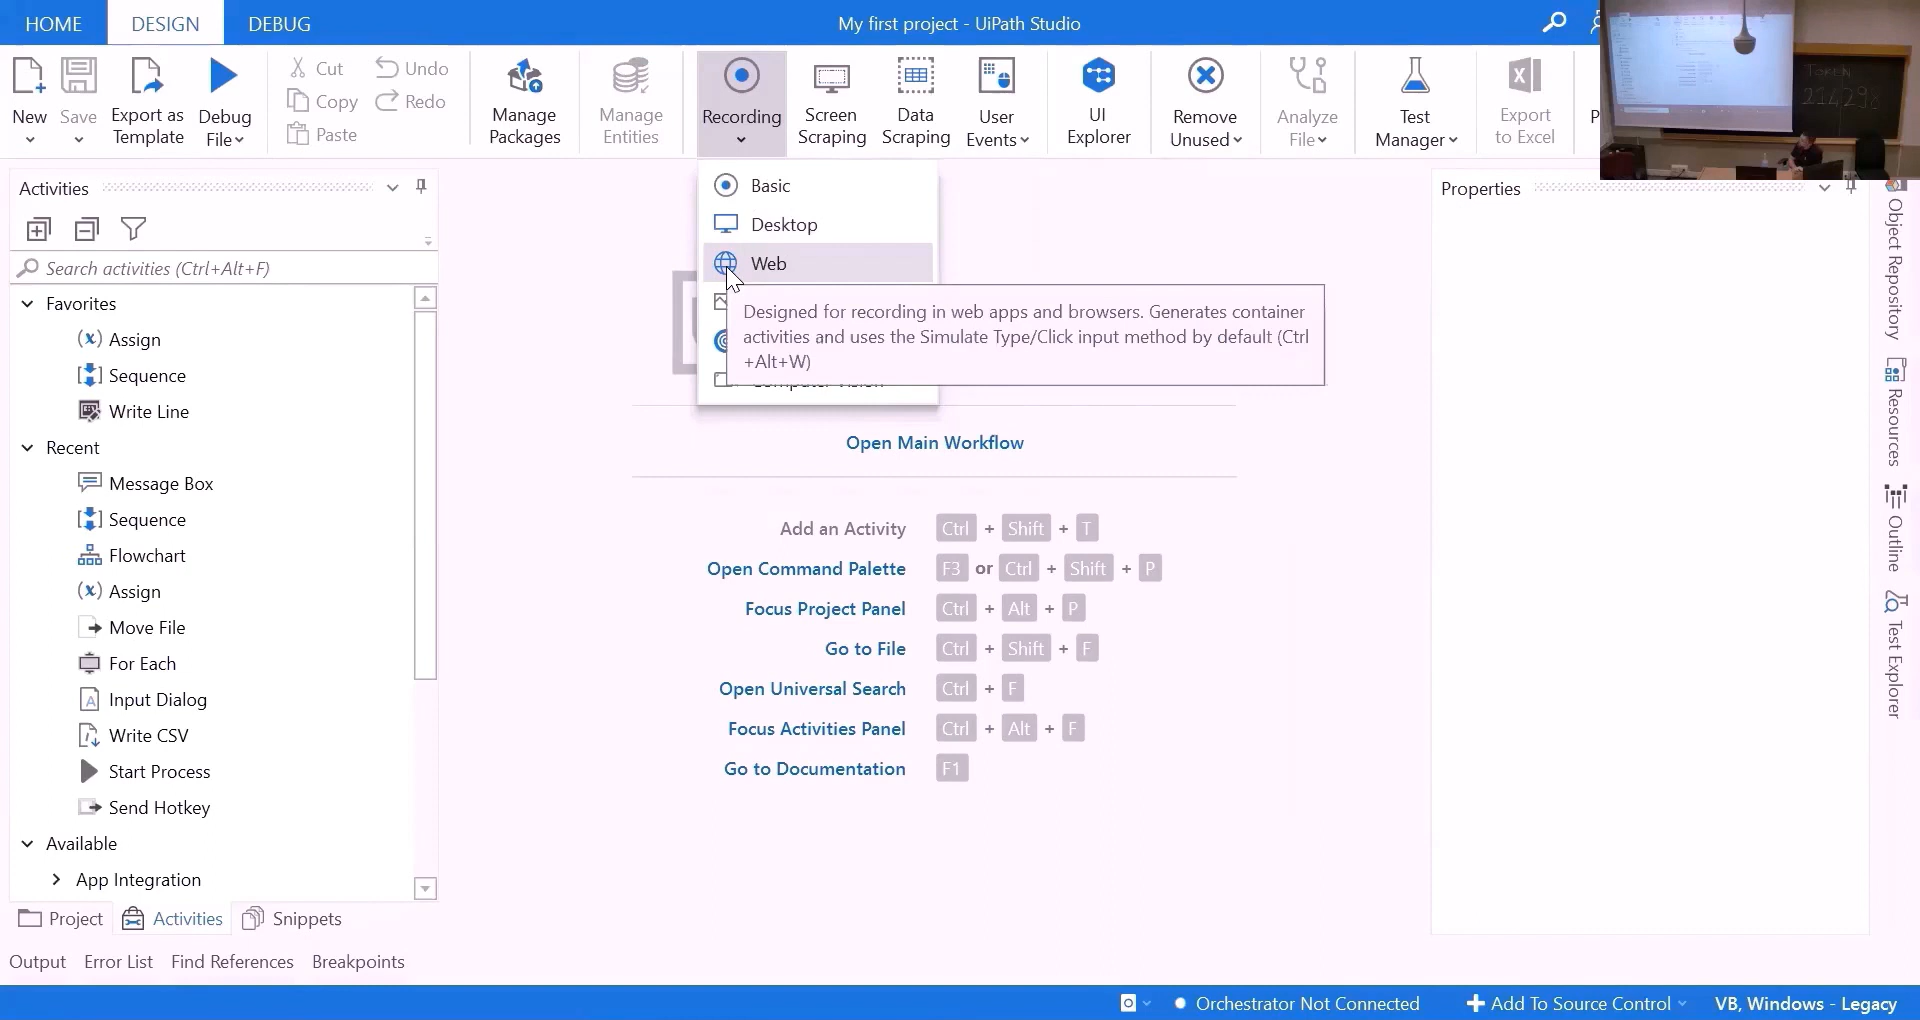 HOME DESIGN DEBUG My first project - UiPath Studio
New Save Export as Template Debug File Cut Copy Paste Undo Redo Manage Packages Manage Entities Recording Screen Scraping Data Scraping User Events UI Explorer Remove Unused Analyze File Test Manager Export to Excel P
TOKEN
Activities
Search activities (Ctrl+Alt+F)
Favorites
Assign
Sequence
Write Line
Recent
Message Box
Sequence
Flowchart
Assign
Move File
For Each
Input Dialog
Write CSV
Start Process
Send Hotkey
Available
App Integration
Project Activities Snippets
Basic
Desktop
Web
Designed for recording in web apps and browsers. Generates container
activities and uses the Simulate Type/Click input method by default (Ctrl
+Alt+W)
Computer Vision
Open Main Workflow
Add an Activity Ctrl + Shift + T
Open Command Palette F3 or Ctrl + Shift + P
Focus Project Panel Ctrl + Alt + P
Go to File Ctrl + Shift + F
Open Universal Search Ctrl + F
Focus Activities Panel Ctrl + Alt + F
Go to Documentation F1
Properties
Object Repository
Resources
Outline
Test Explorer
Output Error List Find References Breakpoints
Orchestrator Not Connected Add To Source Control VB, Windows - Legacy